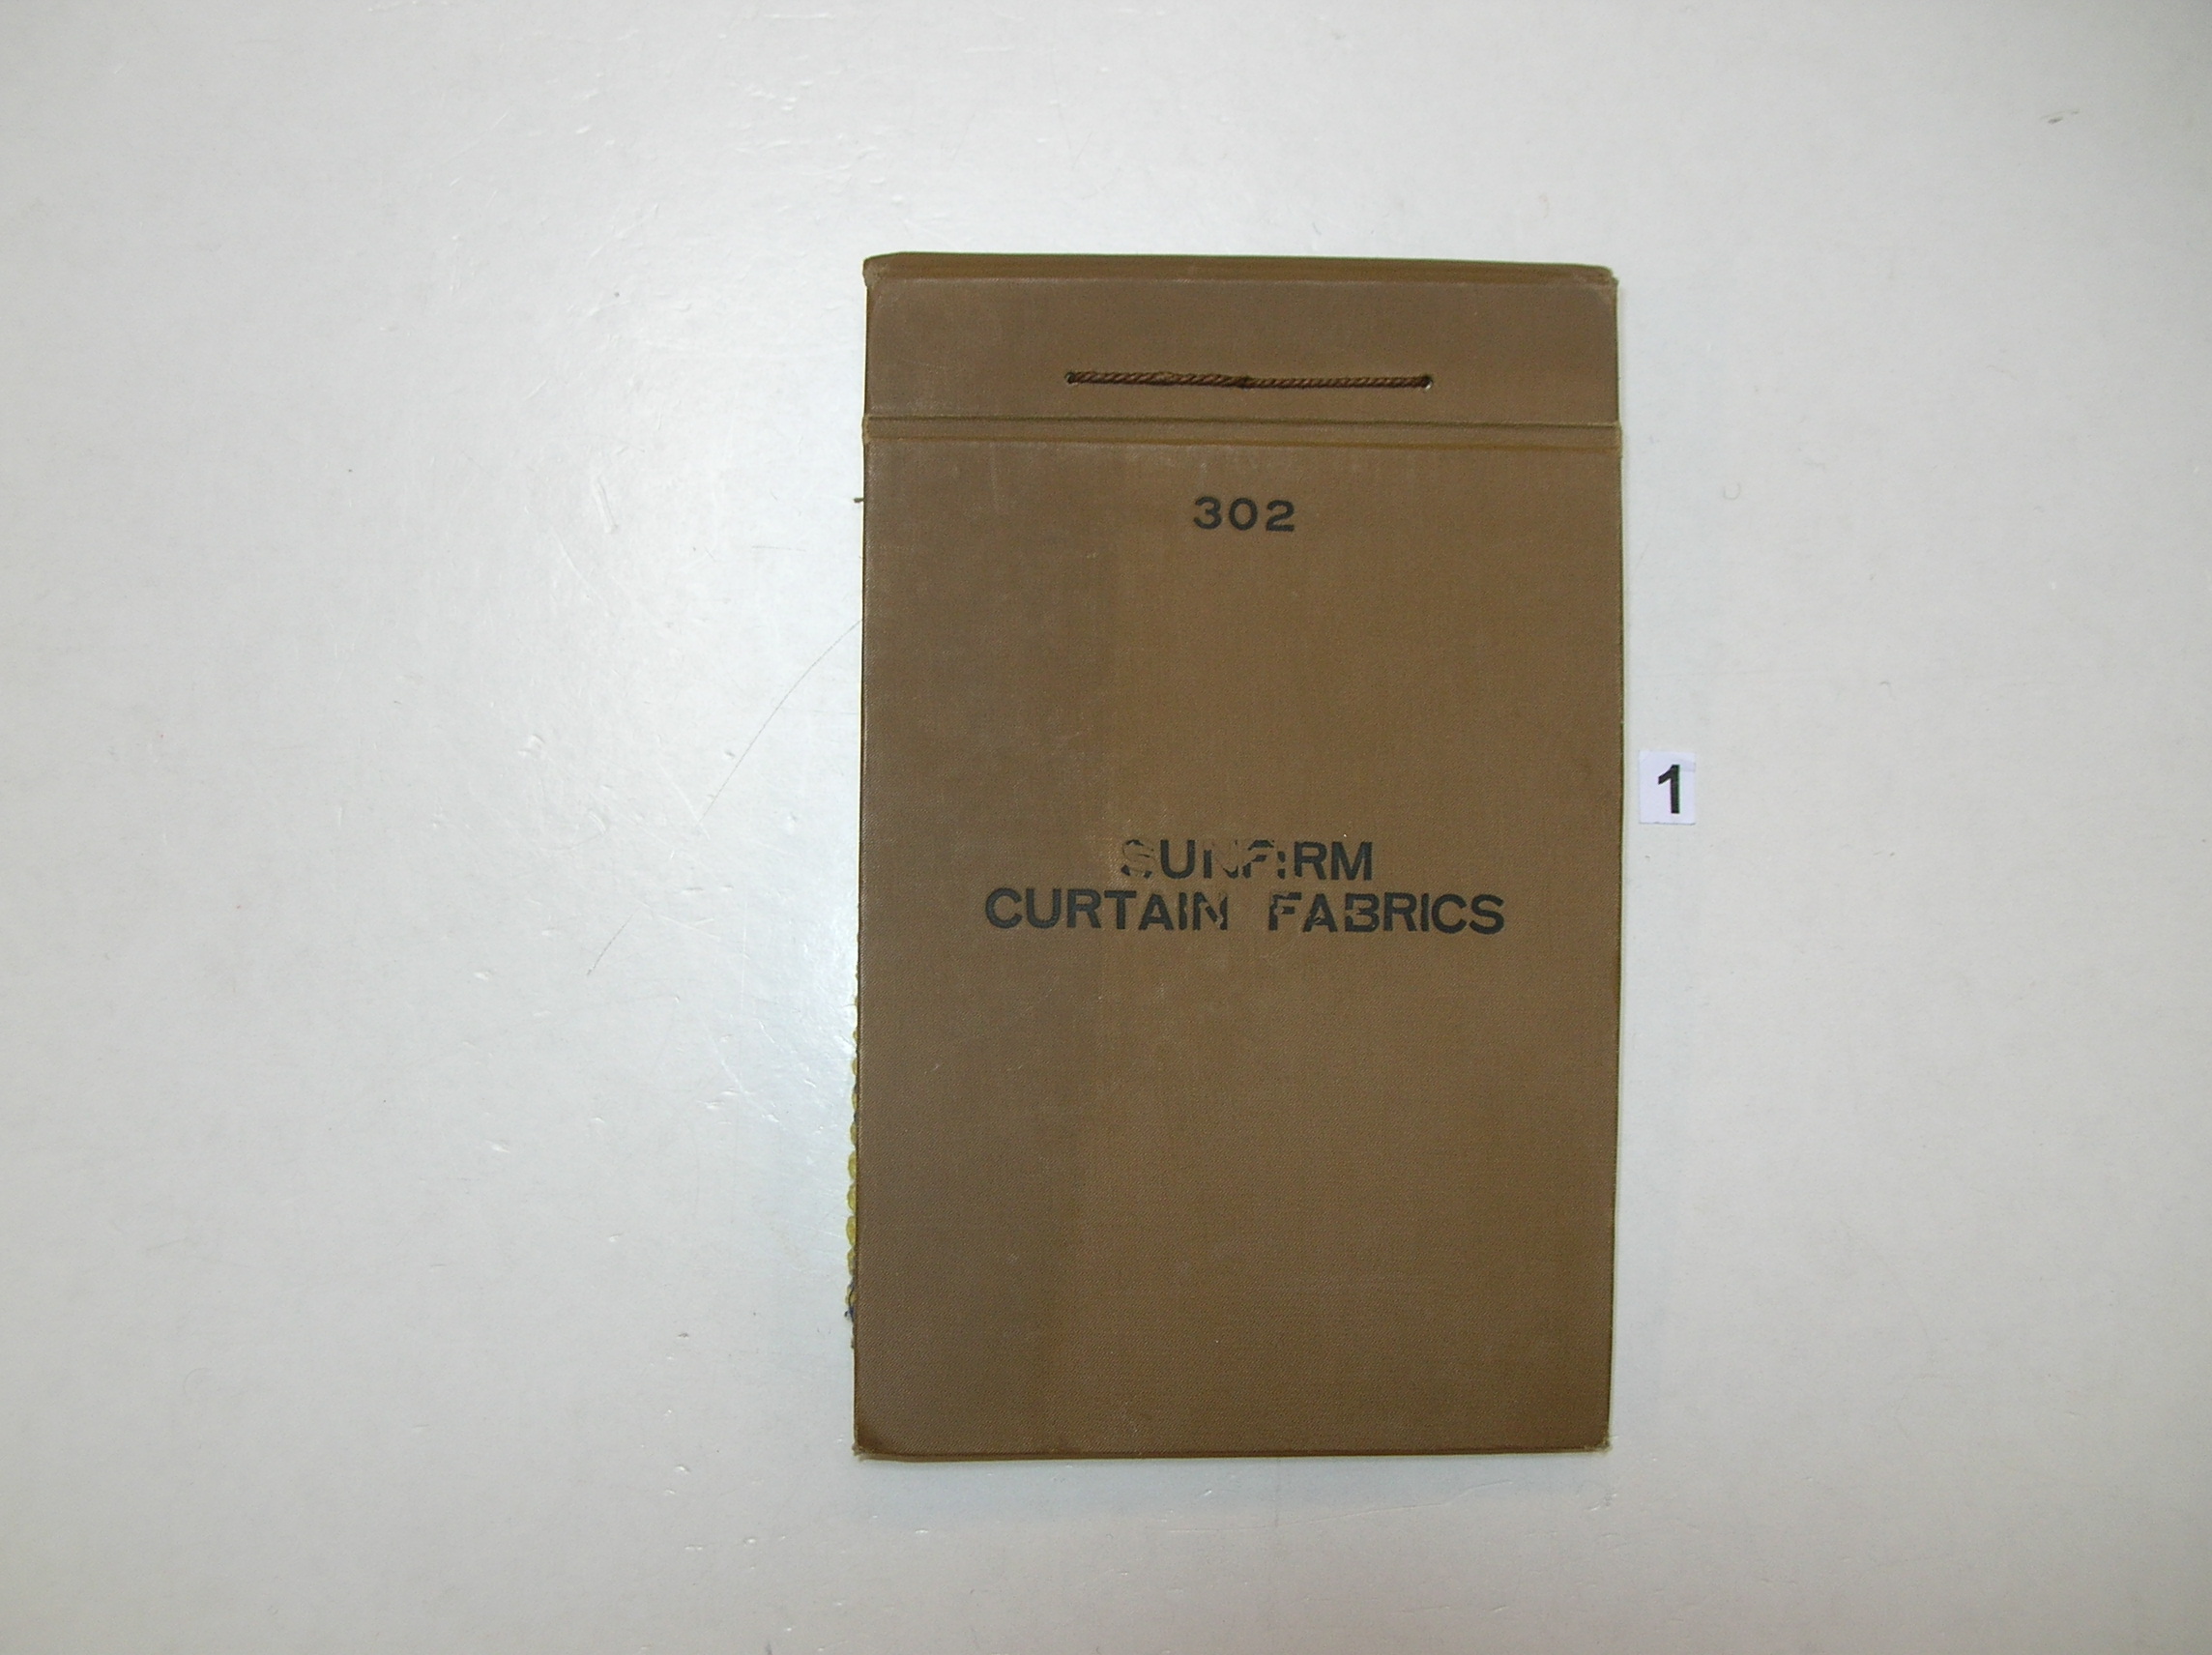 302
SUNFIRM
CURTAIN FABRICS
1